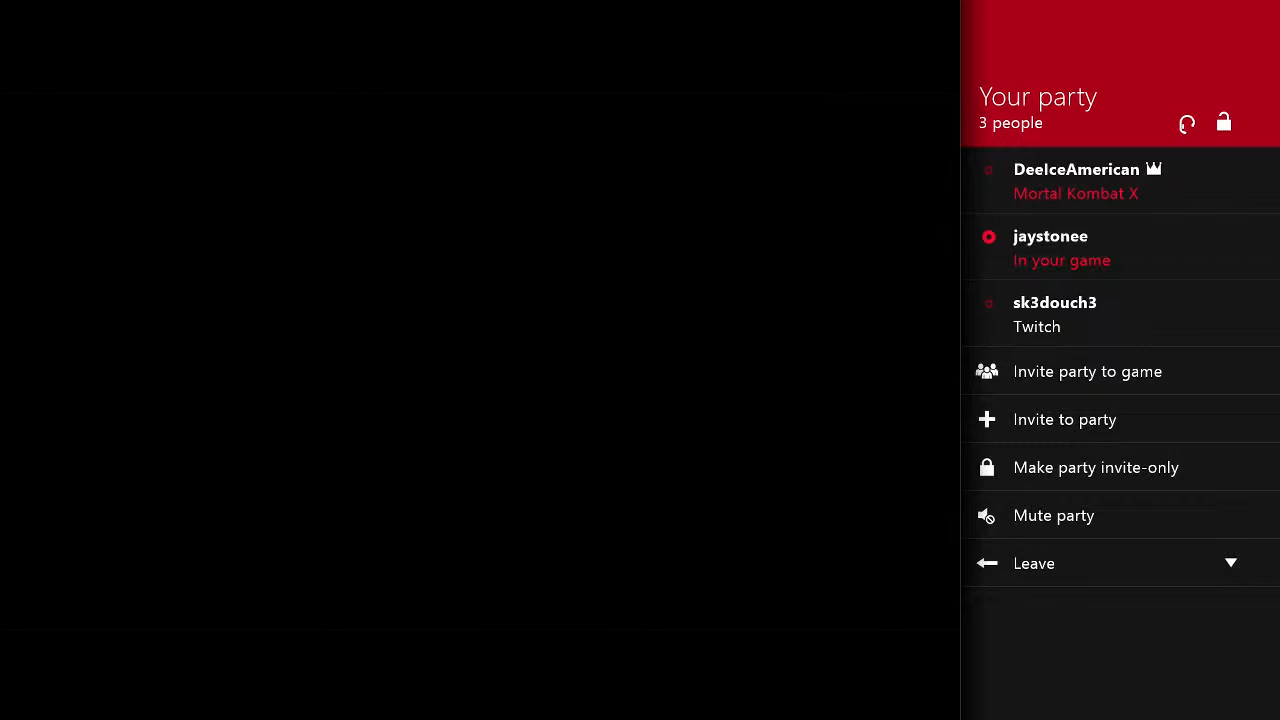 Your party
3 people
DeeIceAmerican
Mortal Kombat X
jaystonee
In your game
sk3douch3
Twitch
Invite party to game
Invite to party
Make party invite-only
Mute party
Leave